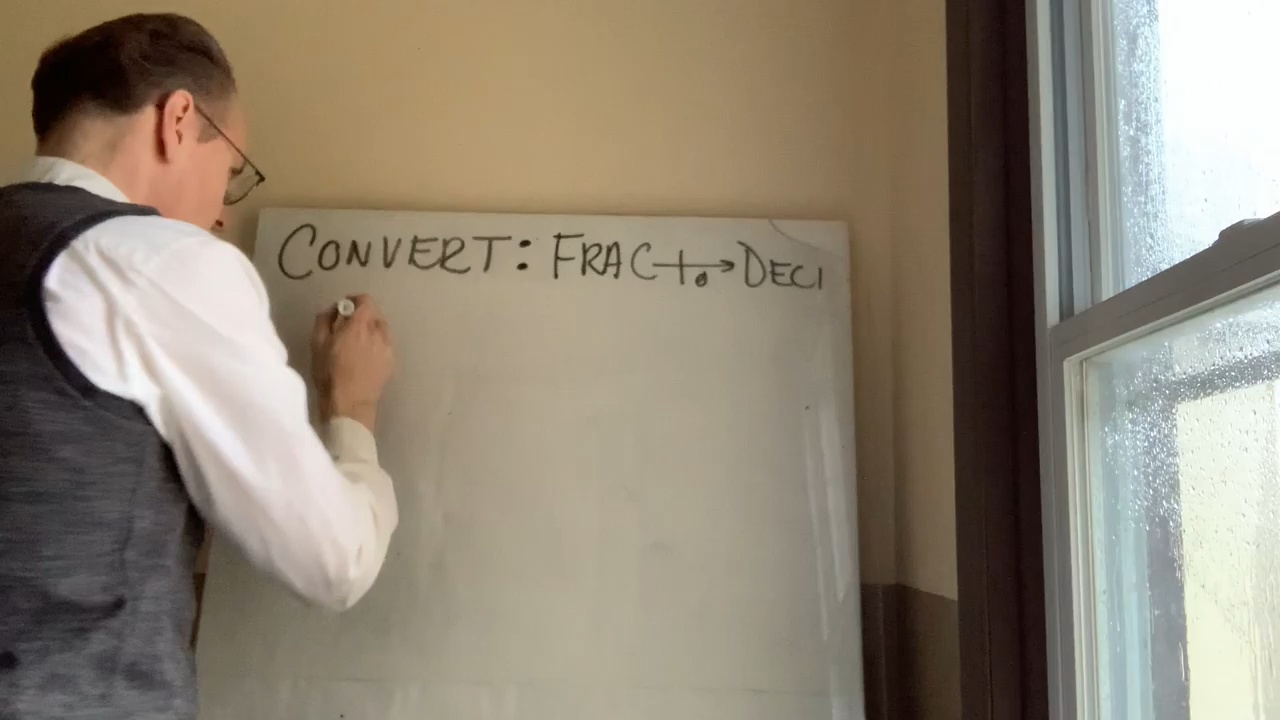 CONVERT: FRAC to → DECI